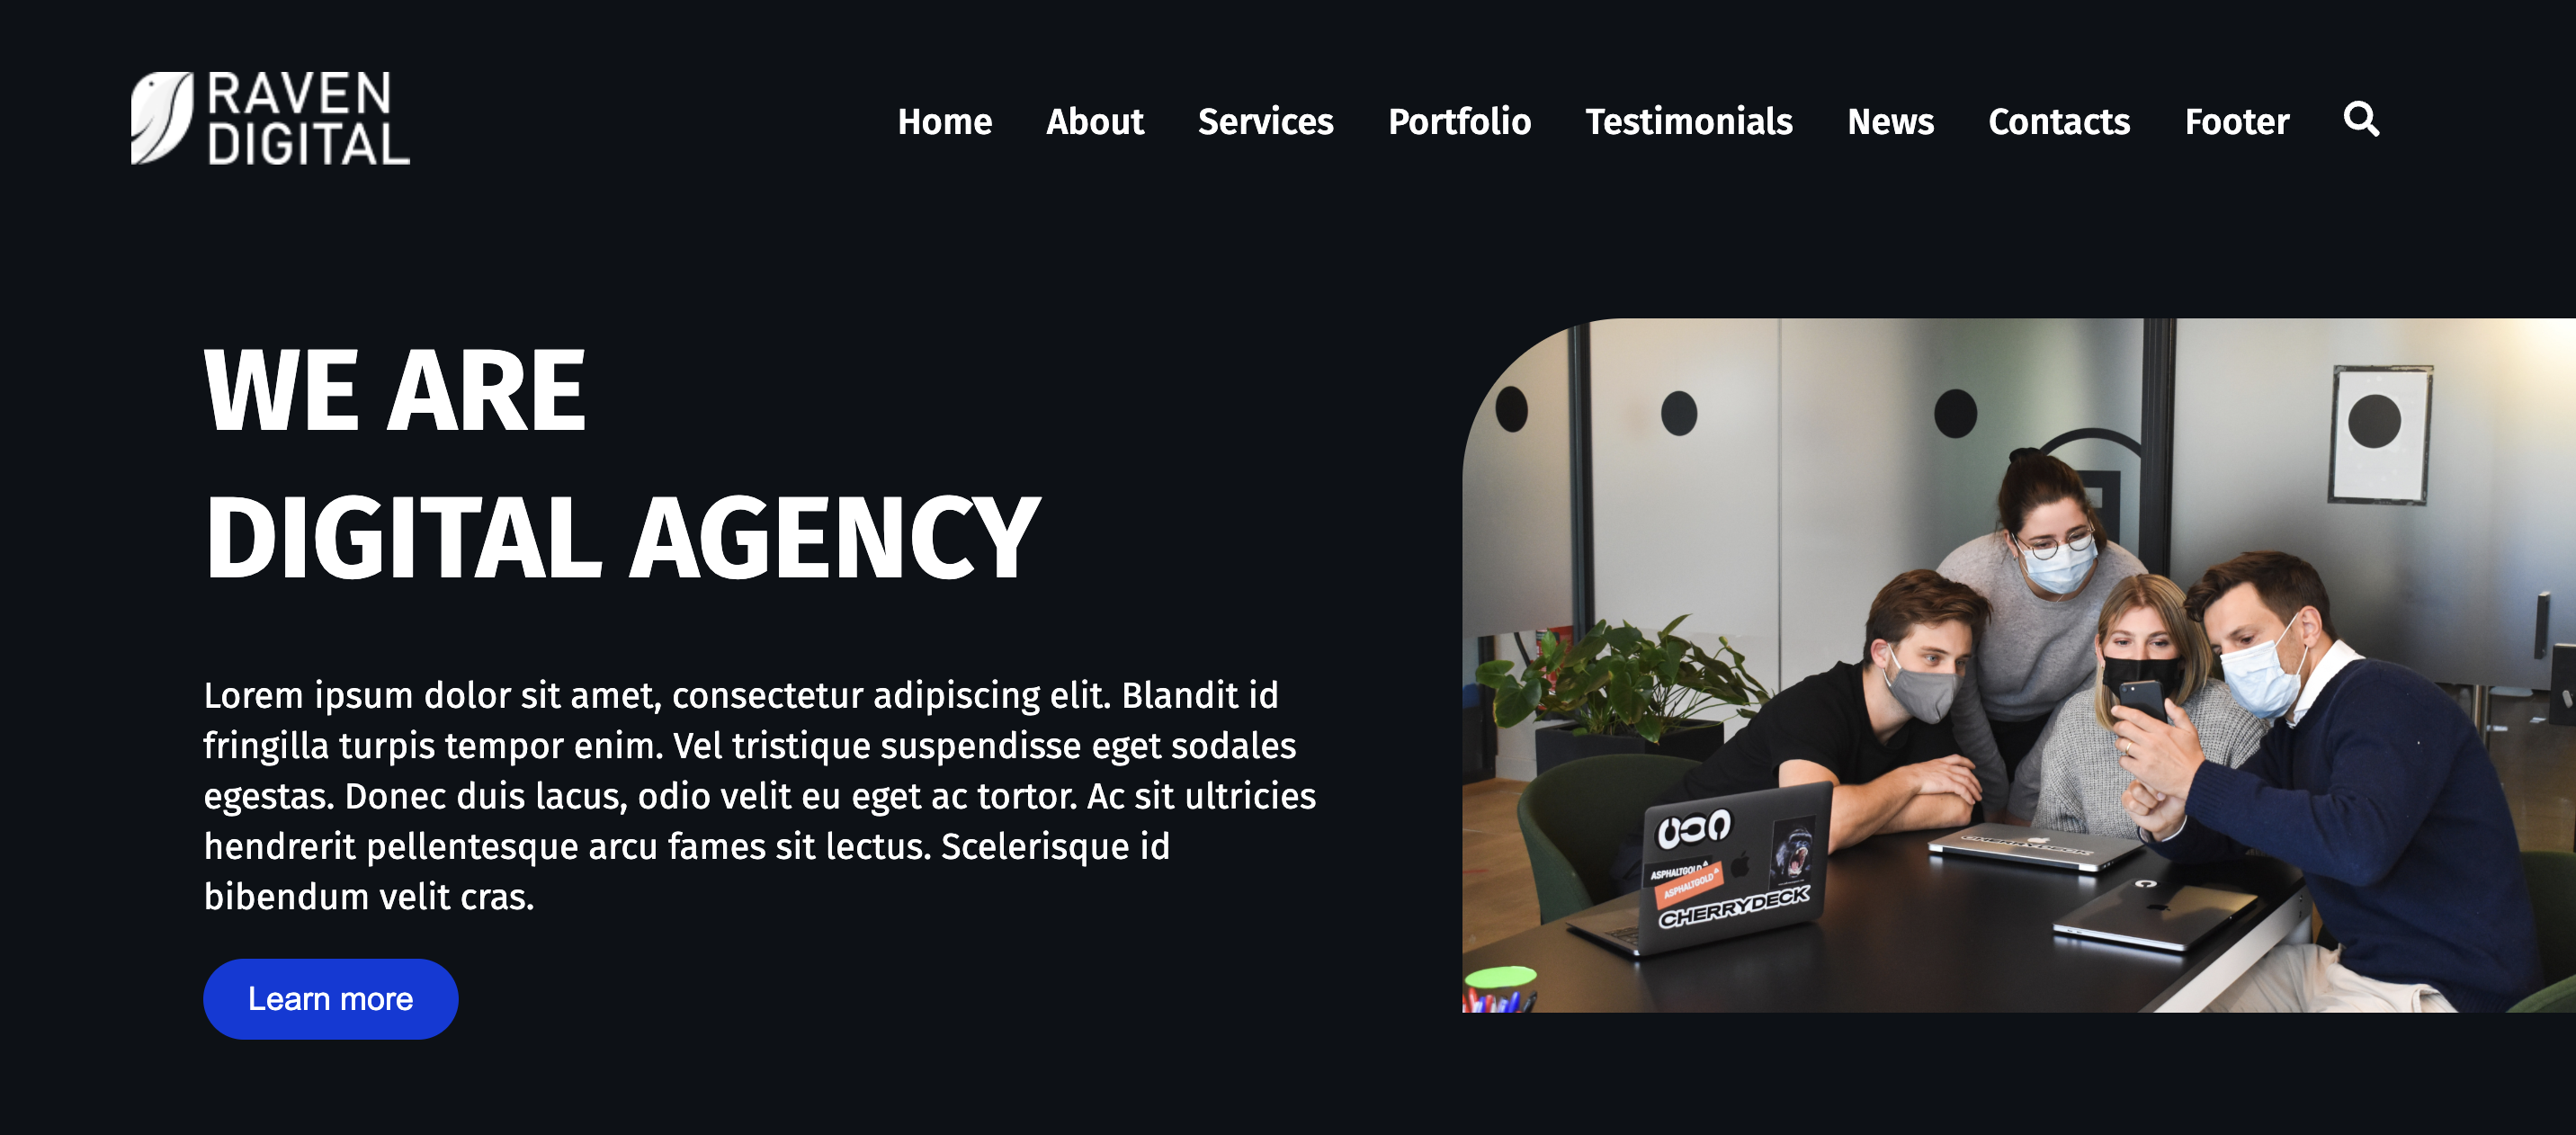 RAVEN
DIGITAL
Home About Services Portfolio Testimonials News Contacts Footer
WE ARE
DIGITAL AGENCY
Lorem ipsum dolor sit amet, consectetur adipiscing elit. Blandit id
fringilla turpis tempor enim. Vel tristique suspendisse eget sodales
egestas. Donec duis lacus, odio velit eu eget ac tortor. Ac sit ultricies
hendrerit pellentesque arcu fames sit lectus. Scelerisque id
bibendum velit cras.
Learn more
ASPHALTGOLD
ASPHALTGOLD
CHERRYDECK
CHERRYDECK